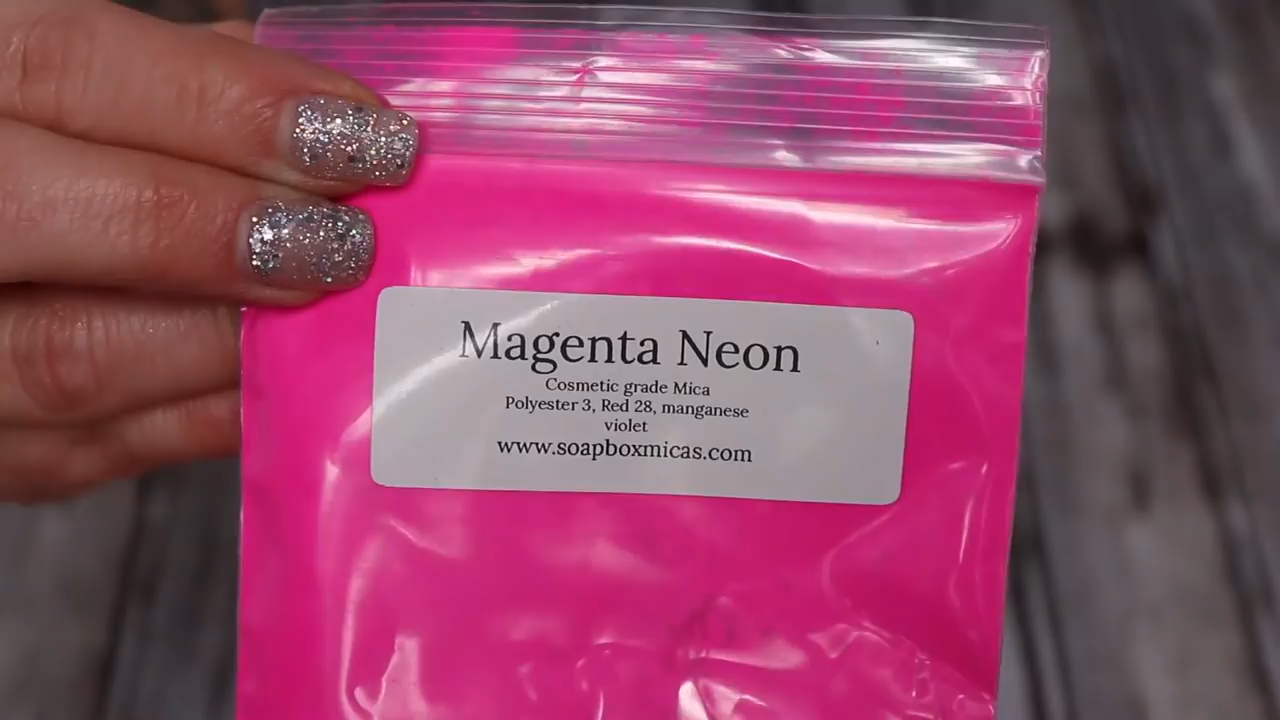 Magenta Neon
Cosmetic grade Mica
Polyester 3, Red 28, manganese
violet
www.soapboxmicas.com